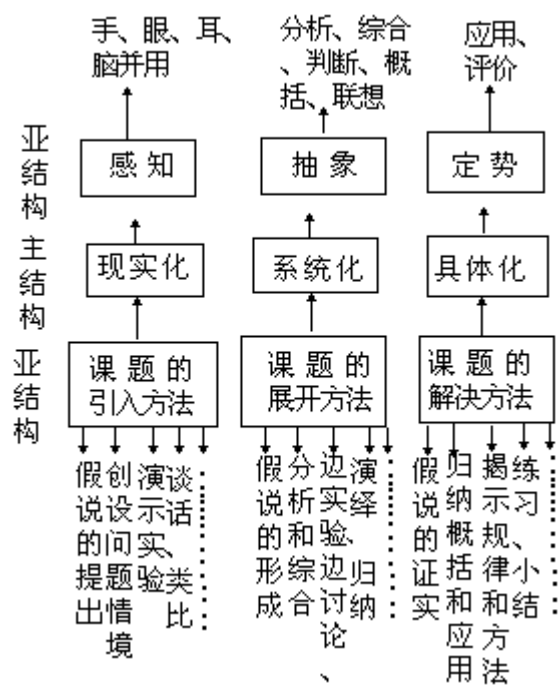 手、眼、耳、
脑并用
分析、综合
、判断、概
括、联想
应用、
评价
亚结构
感知
抽象
定势
主结构
现实化
系统化
具体化
亚结构
课题的
引入方法
课题的
展开方法
课题的
解决方法
假说的提出
创设问题情境
演示实验
谈话、类比
⋯⋯
假说的形成
分析和综合
边实验、边讨论、
演绎、归纳
⋯⋯
假说的证实
归纳概括和应用
揭示规、律和方法
练习、小结
⋯⋯